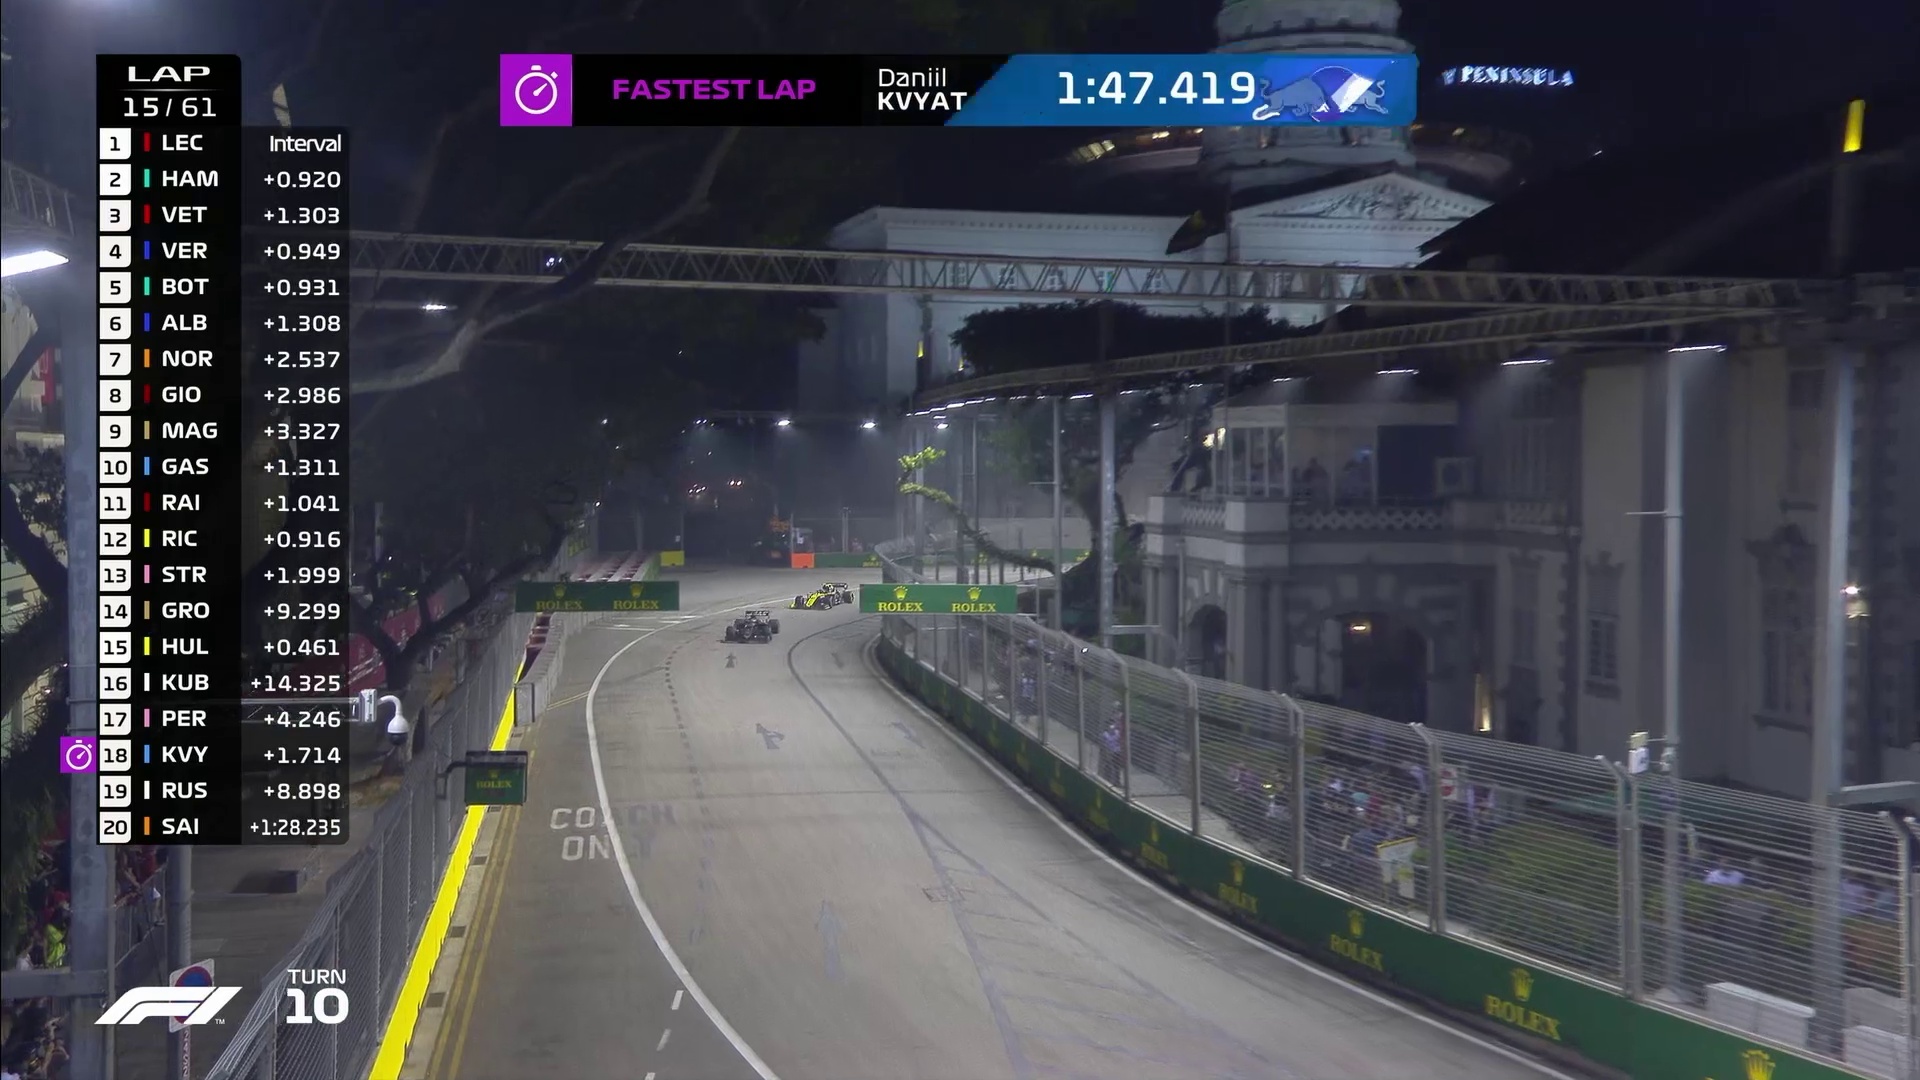 LAP
15/61
1 LEC Interval
2 HAM +0.920
3 VET +1.303
4 VER +0.949
5 BOT +0.931
6 ALB +1.308
7 NOR +2.537
8 GIO +2.986
9 MAG +3.327
10 GAS +1.311
11 RAI +1.041
12 RIC +0.916
13 STR +1.999
14 GRO +9.299
15 HUL +0.461
16 KUB +14.325
17 PER +4.246
18 KVY +1.714
19 RUS +8.898
20 SAI +1:28.235
FASTEST LAP
Daniil
KVYAT
1:47.419
PENINSULA
ROLEX ROLEX
ROLEX ROLEX
ROLEX
COACH
ONLY
ROLEX
ROLEX
ROLEX
ROLEX
F1
TURN
10